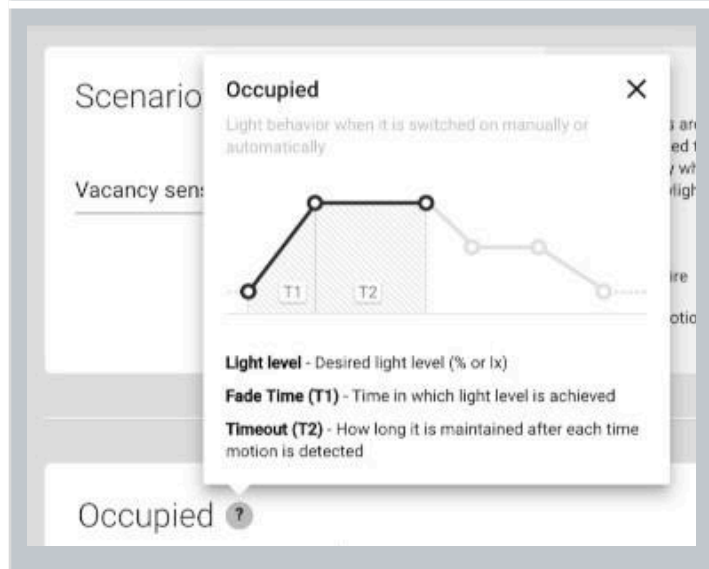 Scenario
Occupied
Light behavior when it is switched on manually or
automatically
Vacancy
T1
T2
Light level - Desired light level (% or lx)
Fade Time (T1) - Time in which light level is achieved
Timeout (T2) - How long it is maintained after each time
motion is detected
Occupied ?